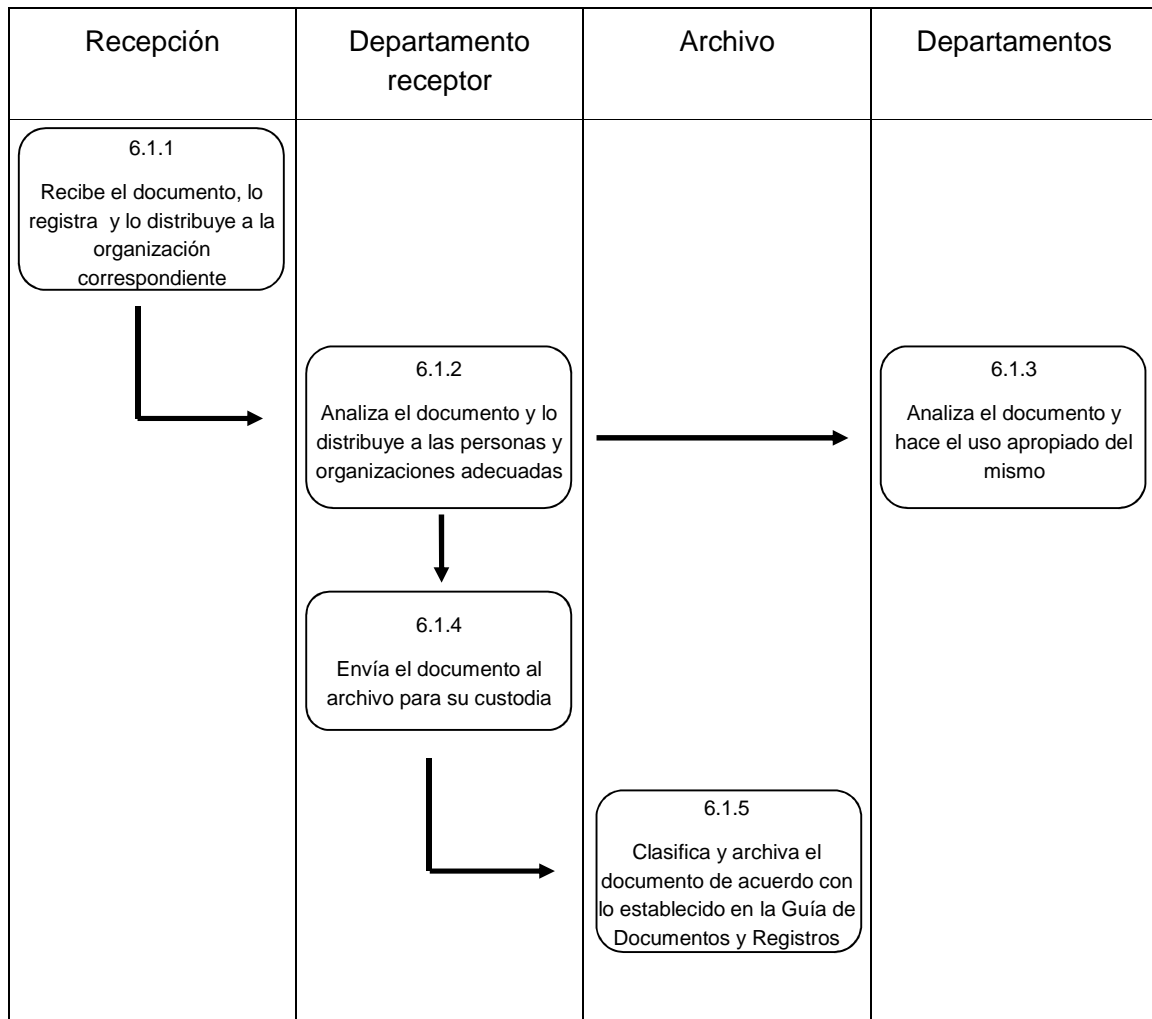 Recepción
Departamento
receptor
Archivo
Departamentos
6.1.1
Recibe el documento, lo
registra y lo distribuye a la
organización
correspondiente
6.1.2
Analiza el documento y lo
distribuye a las personas y
organizaciones adecuadas
6.1.3
Analiza el documento y
hace el uso apropiado del
mismo
6.1.4
Envía el documento al
archivo para su custodia
6.1.5
Clasifica y archiva el
documento de acuerdo con
lo establecido en la Guía de
Documentos y Registros